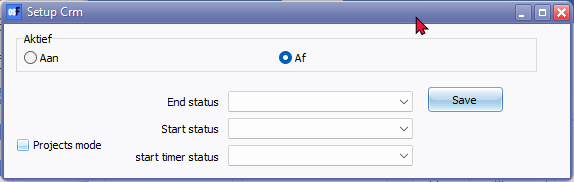 Setup Crm
Aktief
Aan
Af
End status
Save
Start status
Projects mode
start timer status